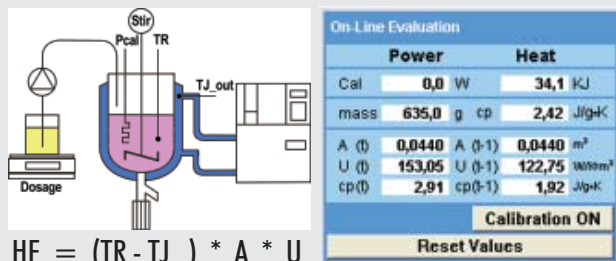 Stir
Pcal
TR
TJ_out
Dosage
HF = (TR - TJ ) * A * U
On-Line Evaluation
Power Heat
Cal 0,0 W 34,1 KJ
mass 635,0 g cp 2,42 J/g·K
A (t) 0,0440 A (t-1) 0,0440 m²
U (t) 153,05 U (t-1) 122,75
cp(t) 2,91 cp(t-1) 1,92 J/g·K
Calibration ON
Reset Values